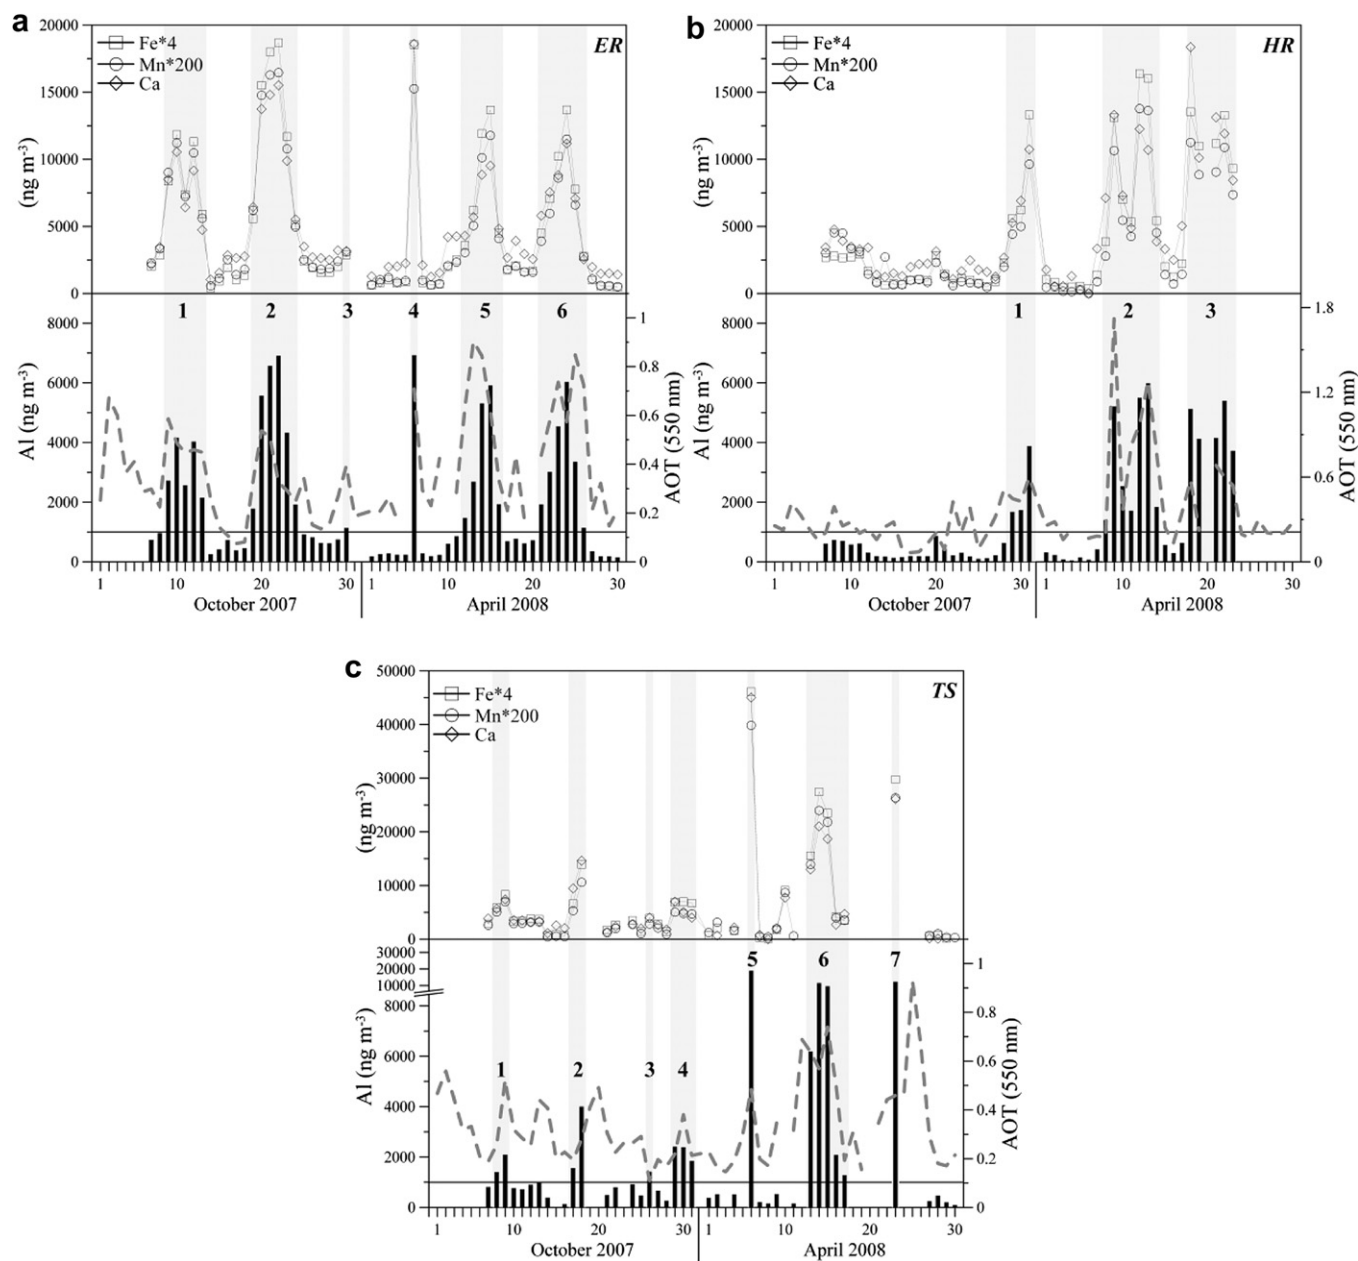 a
ER
20000
15000
10000
5000
0
(ng m-3)
Fe*4
Mn*200
Ca
1 2 3 4 5 6
8000
6000
4000
2000
0
Al (ng m-3)
1
0.8
0.6
0.4
0.2
0
AOT (550 nm)
1 10 20 30 10 20 30
October 2007 April 2008
b
HR
20000
15000
10000
5000
0
(ng m-3)
Fe*4
Mn*200
Ca
1 2 3
8000
6000
4000
2000
0
Al (ng m-3)
1.8
1.2
0.6
0
AOT (550 nm)
1 10 20 30 10 20 30
October 2007 April 2008
c
TS
50000
40000
30000
20000
10000
0
(ng m-3)
Fe*4
Mn*200
Ca
5 6 7
1 2 3 4
30000
20000
10000
8000
6000
4000
2000
0
Al (ng m-3)
1
0.8
0.6
0.4
0.2
0
AOT (550 nm)
1 10 20 30 1 10 20 30
October 2007 April 2008